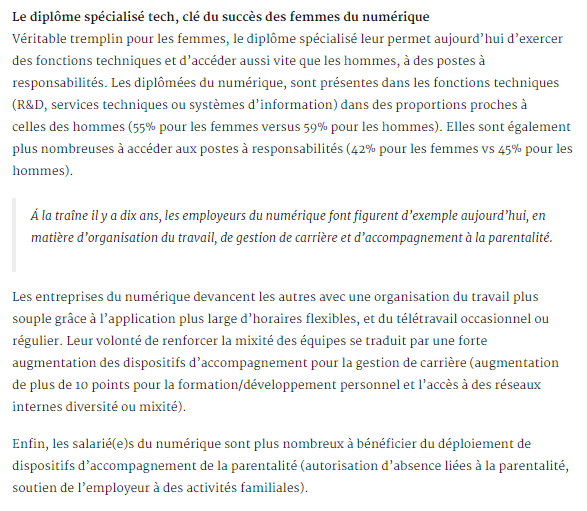 Le diplôme spécialisé tech, clé du succès des femmes du numérique
Véritable tremplin pour les femmes, le diplôme spécialisé leur permet aujourd’hui d’exercer
des fonctions techniques et d’accéder aussi vite que les hommes, à des postes à
responsabilités. Les diplômées du numérique, sont présentes dans les fonctions techniques
(R&D, services techniques ou systèmes d’information) dans des proportions proches à
celles des hommes (55% pour les femmes versus 59% pour les hommes). Elles sont également
plus nombreuses à accéder aux postes à responsabilités (42% pour les femmes vs 45% pour les
hommes).
Á la traîne il y a dix ans, les employeurs du numérique font figurent d’exemple aujourd’hui, en
matière d’organisation du travail, de gestion de carrière et d’accompagnement à la parentalité.
Les entreprises du numérique devancent les autres avec une organisation du travail plus
souple grâce à l’application plus large d’horaires flexibles, et du télétravail occasionnel ou
régulier. Leur volonté de renforcer la mixité des équipes se traduit par une forte
augmentation des dispositifs d’accompagnement pour la gestion de carrière (augmentation
de plus de 10 points pour la formation/développement personnel et l’accès à des réseaux
internes diversité ou mixité).
Enfin, les salarié(e)s du numérique sont plus nombreux à bénéficier du déploiement de
dispositifs d’accompagnement de la parentalité (autorisation d’absence liées à la parentalité,
soutien de l’employeur à des activités familiales).